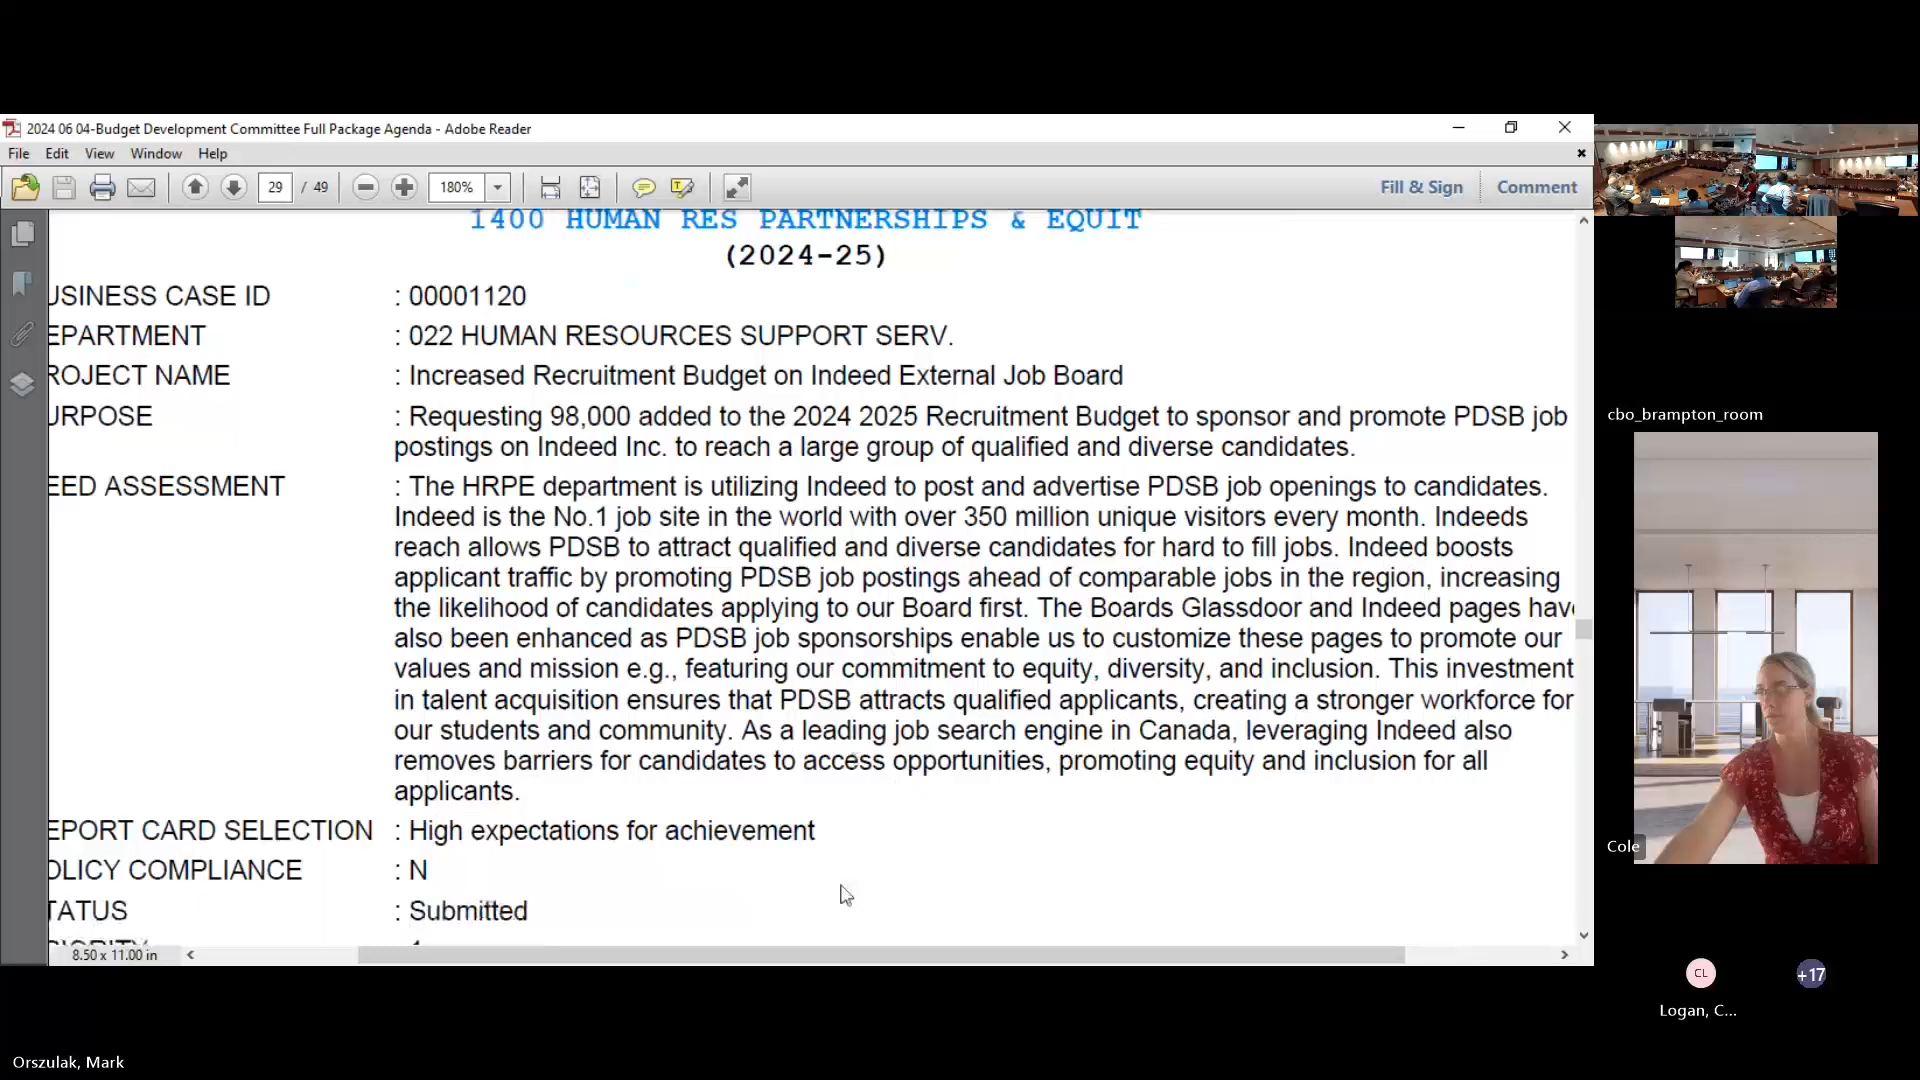 2024 06 04-Budget Development Committee Full Package Agenda - Adobe Reader
File Edit View Window Help
29 / 49 180% Fill & Sign Comment
1400 HUMAN RES PARTNERSHIPS & EQUIT
(2024-25)
USINESS CASE ID : 00001120
EPARTMENT : 022 HUMAN RESOURCES SUPPORT SERV.
ROJECT NAME : Increased Recruitment Budget on Indeed External Job Board
URPOSE : Requesting 98,000 added to the 2024 2025 Recruitment Budget to sponsor and promote PDSB job
postings on Indeed Inc. to reach a large group of qualified and diverse candidates.
EED ASSESSMENT : The HRPE department is utilizing Indeed to post and advertise PDSB job openings to candidates.
Indeed is the No.1 job site in the world with over 350 million unique visitors every month. Indeeds
reach allows PDSB to attract qualified and diverse candidates for hard to fill jobs. Indeed boosts
applicant traffic by promoting PDSB job postings ahead of comparable jobs in the region, increasing
the likelihood of candidates applying to our Board first. The Boards Glassdoor and Indeed pages have
also been enhanced as PDSB job sponsorships enable us to customize these pages to promote our
values and mission e.g., featuring our commitment to equity, diversity, and inclusion. This investment
in talent acquisition ensures that PDSB attracts qualified applicants, creating a stronger workforce for
our students and community. As a leading job search engine in Canada, leveraging Indeed also
removes barriers for candidates to access opportunities, promoting equity and inclusion for all
applicants.
EPORT CARD SELECTION : High expectations for achievement
OLICY COMPLIANCE : N
TATUS : Submitted
8.50 x 11.00 in
cbo_brampton_room
Cole
CL
+17
Logan, C...
Orszulak, Mark